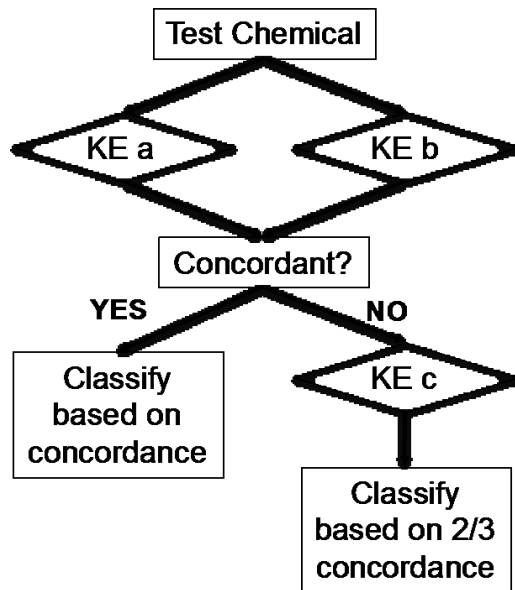 Test Chemical
KE a
KE b
Concordant?
YES
NO
Classify
based on
concordance
KE c
Classify
based on 2/3
concordance